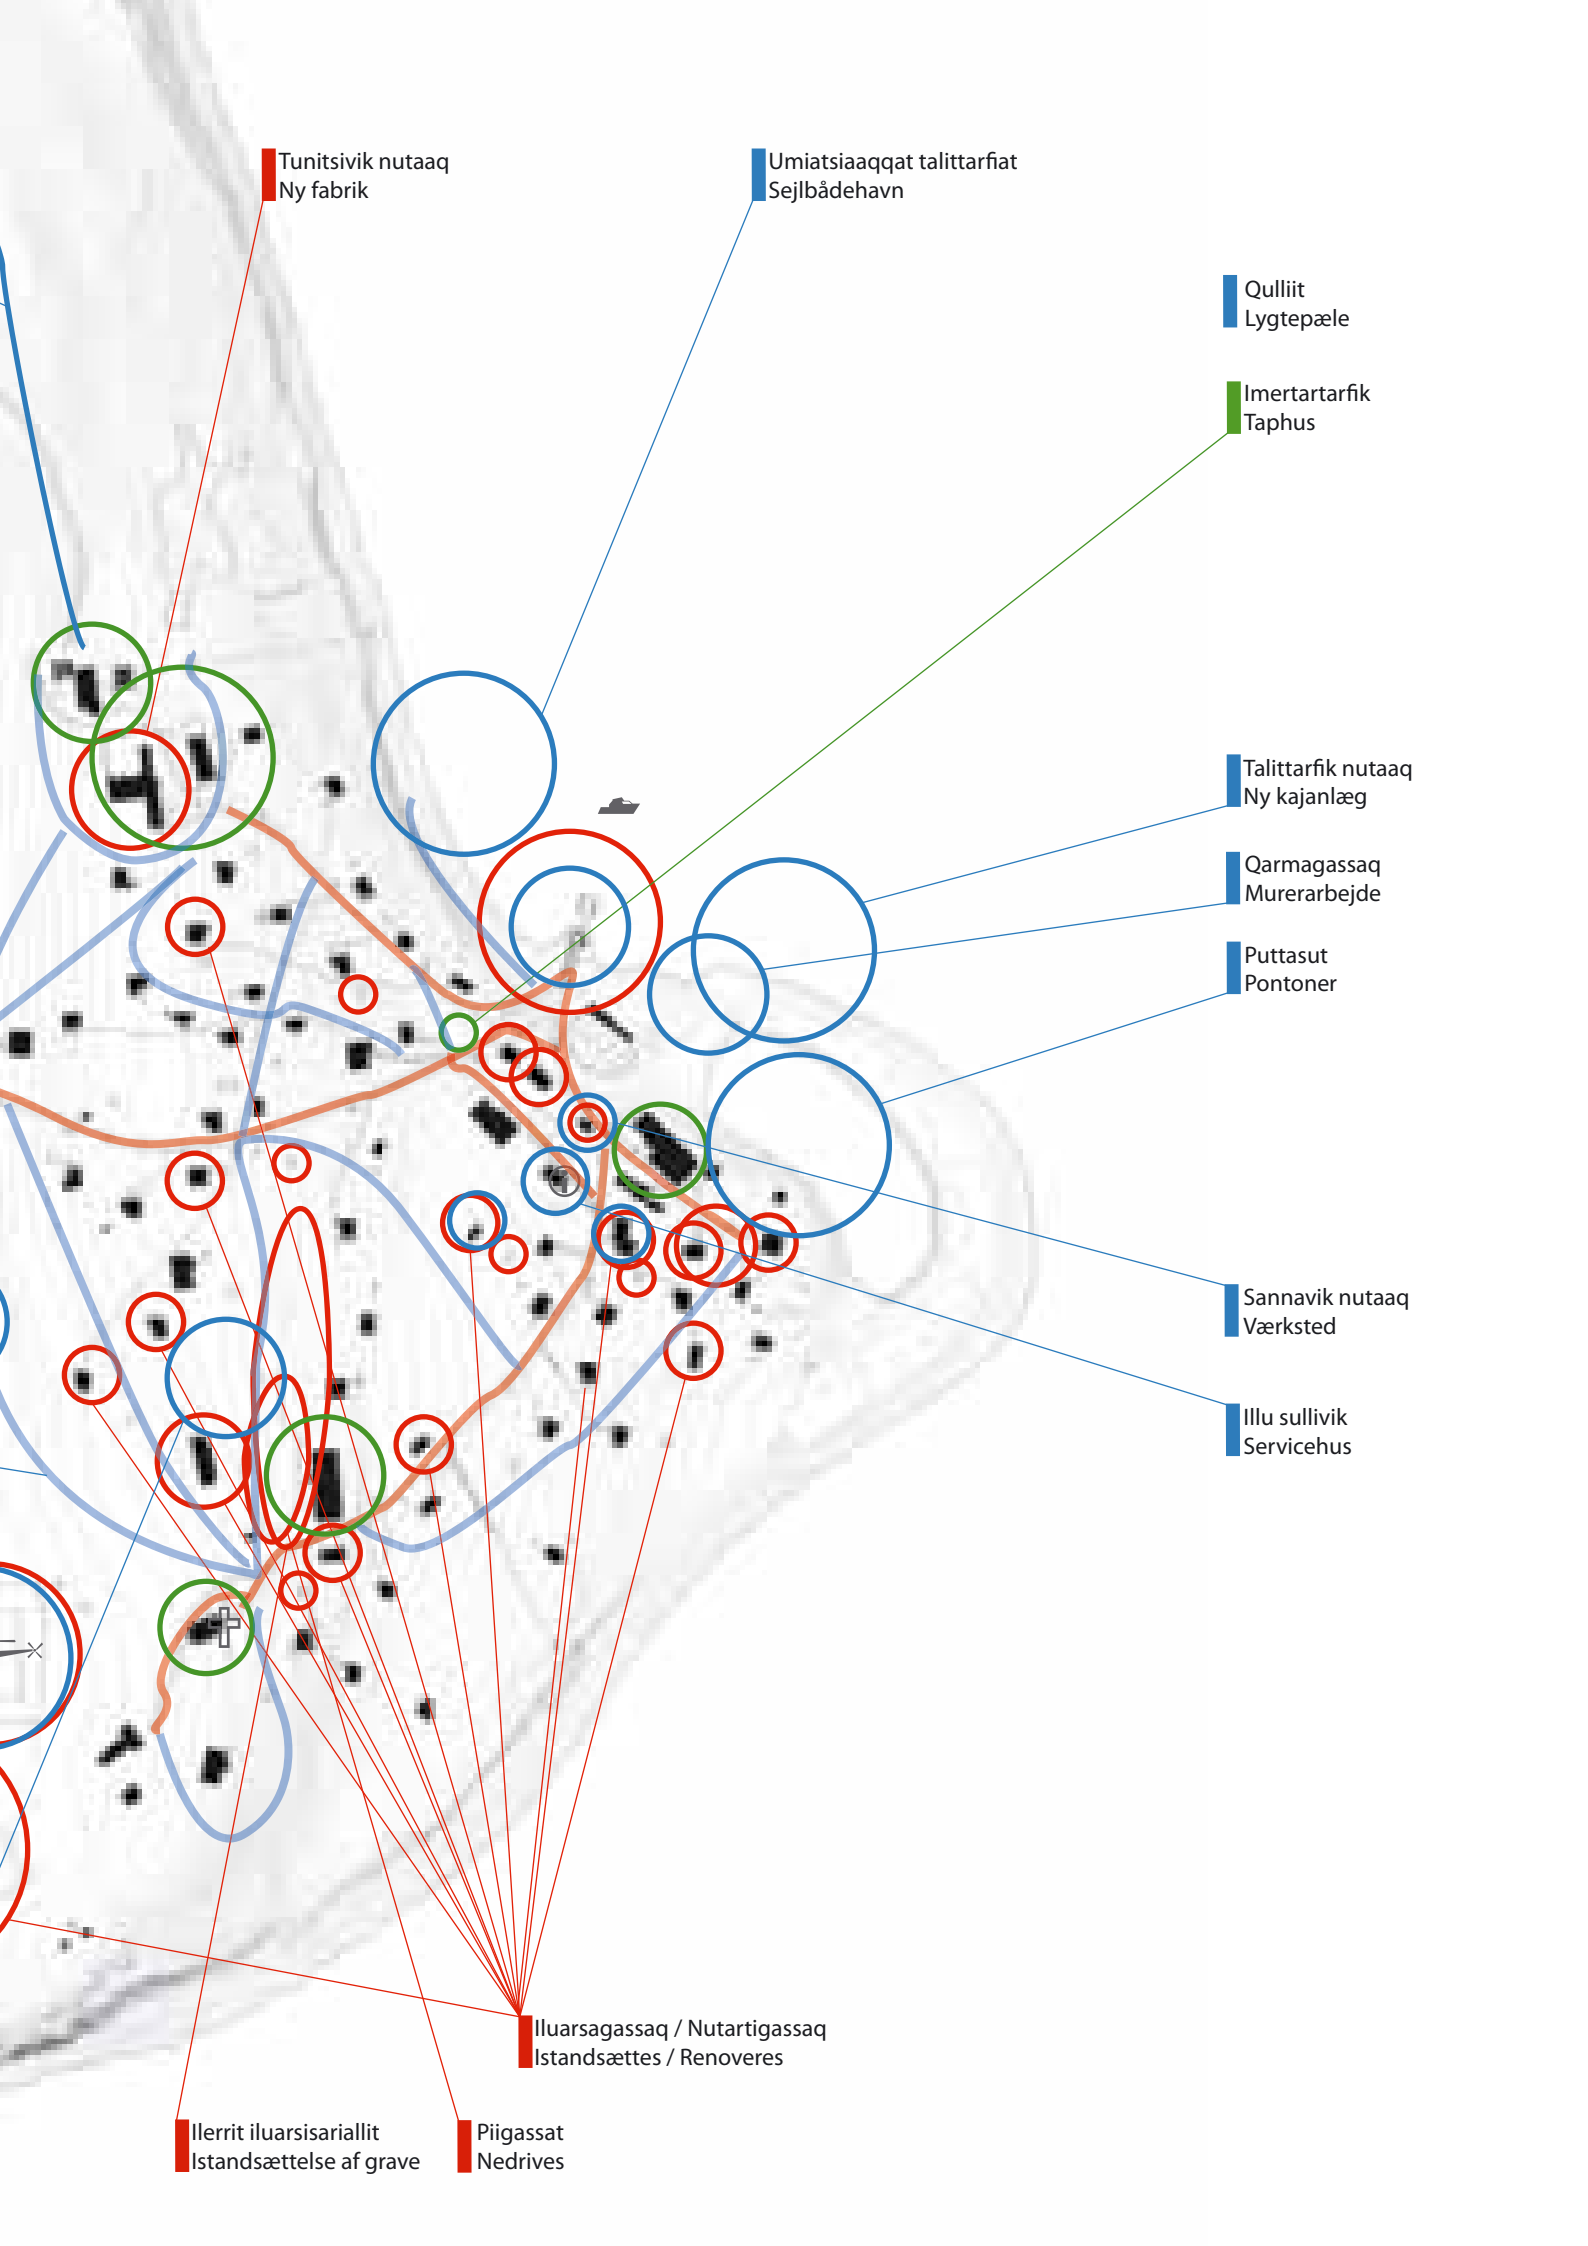 Tunitsivik nutaaq
Ny fabrik
Umiatsiaaqqat talittarfiat
Sejlbådehavn
Qulliit
Lygtepæle
Imertartarfik
Taphus
Talittarfik nutaaq
Ny kajanlæg
Qarmagassaq
Murerarbejde
Puttasut
Pontoner
Sannavik nutaaq
Værksted
Illu sullivik
Servicehus
Iluarsagassaq / Nutartigassaq
Istandsættes / Renoveres
Ilerrit iluarsisariallit
Istandsættelse af grave
Piigassat
Nedrives